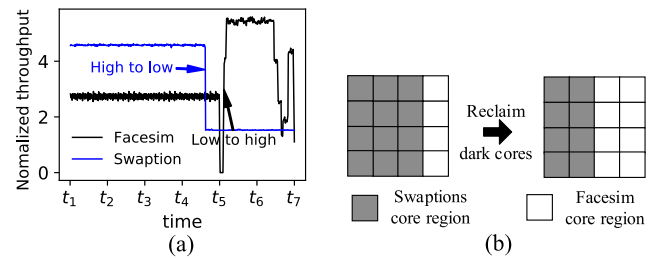 Nomalized throughput
4
2
0
High to low
Low to high
Facesim
Swaption
t1 t2 t3 t4 t5 t6 t7
time
(a)
Reclaim
dark cores
Swaptions
core region
Facesim
core region
(b)